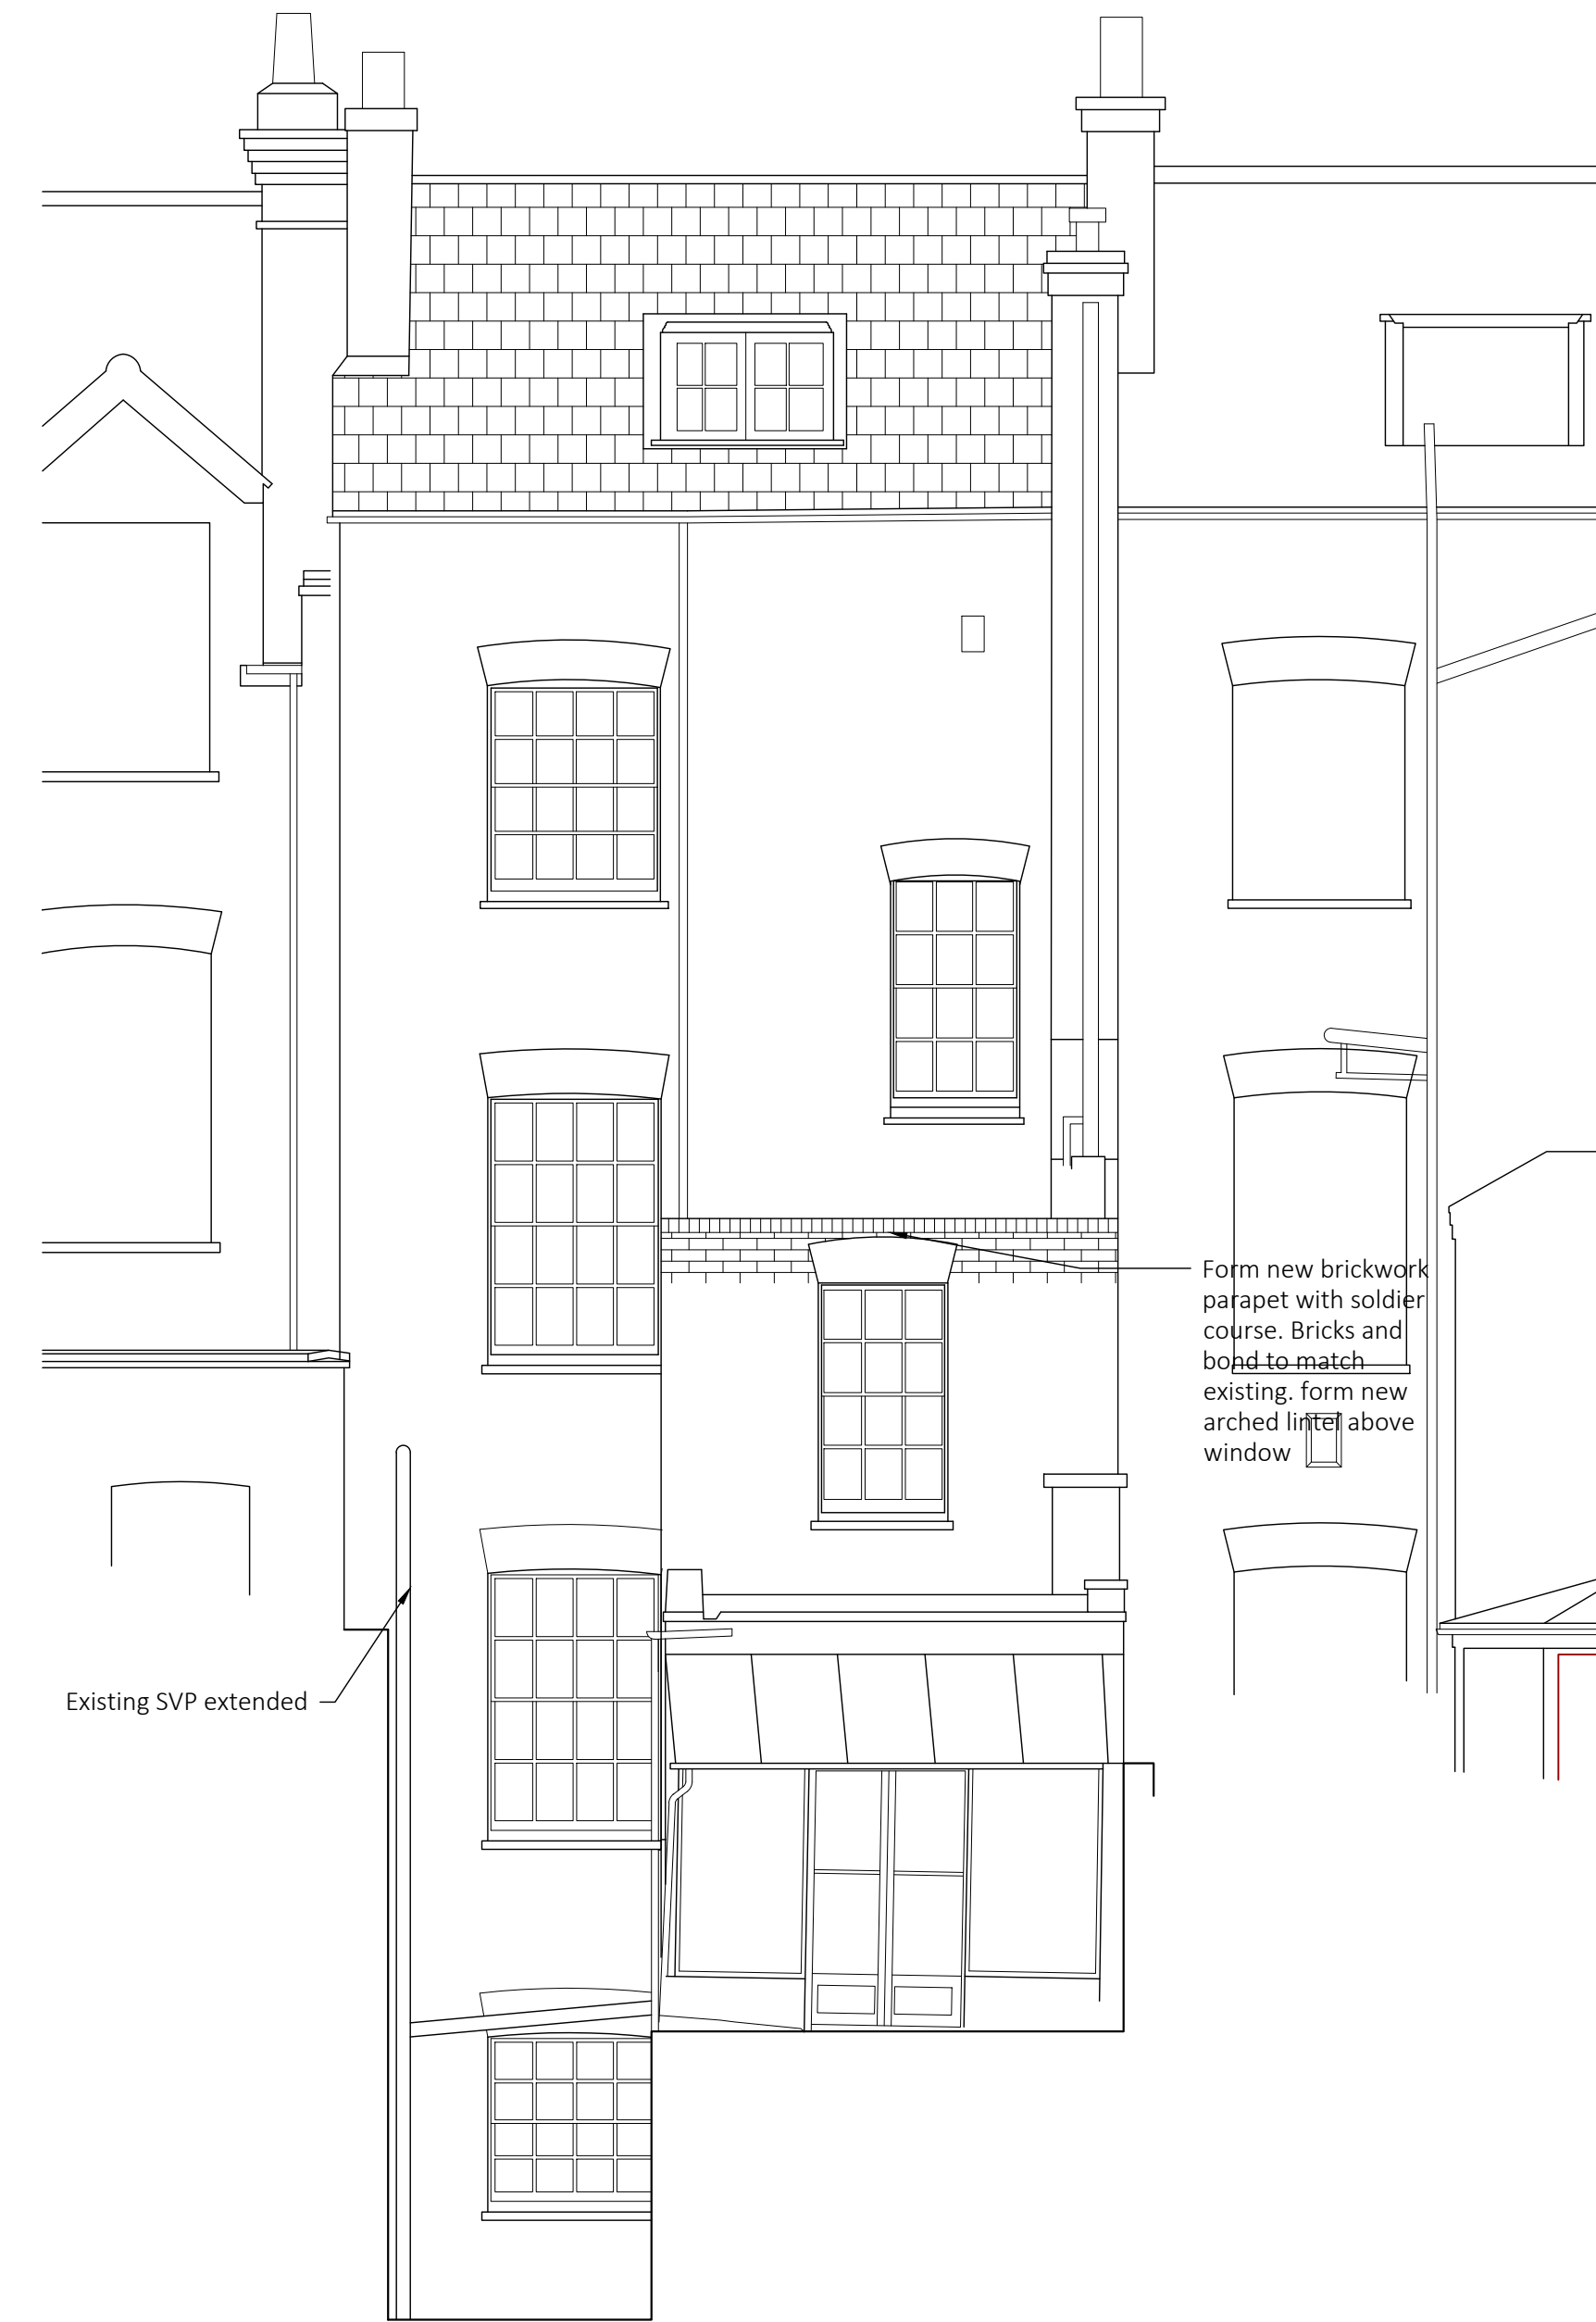 Form new brickwork
parapet with soldier
course. Bricks and
bond to match
existing. form new
arched lintel above
window
Existing SVP extended